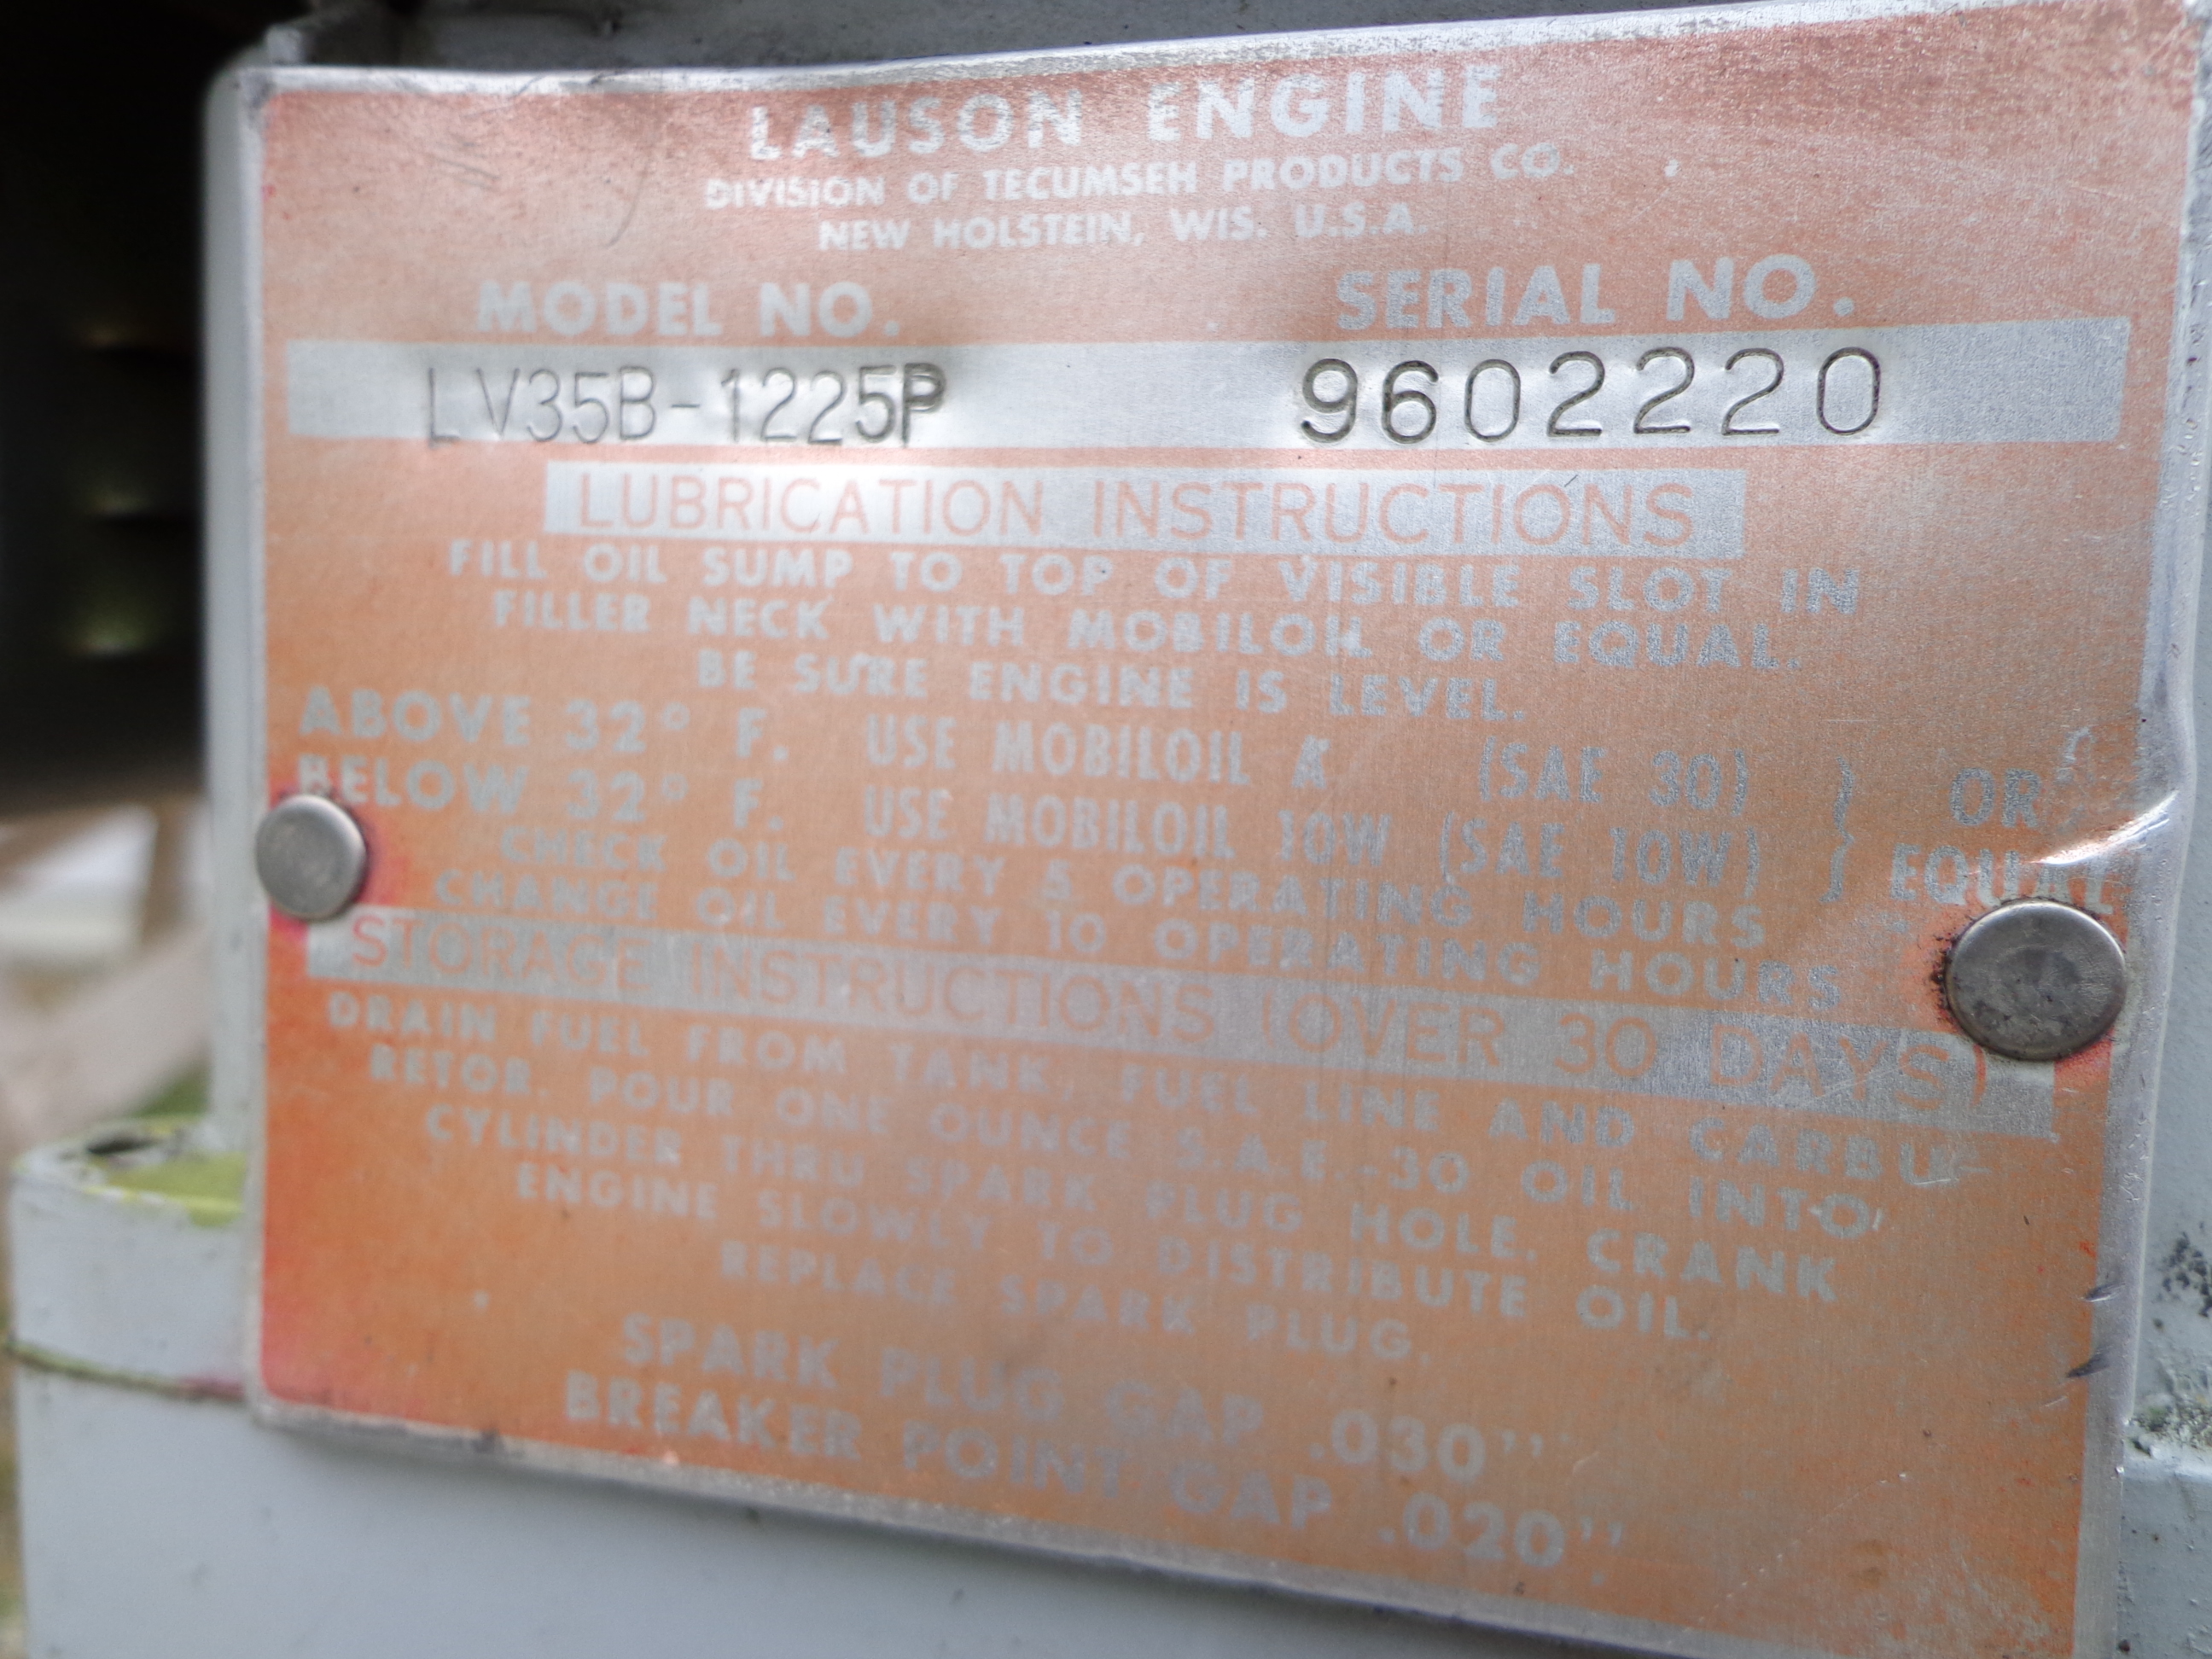 LAUSON ENGINE
DIVISION OF TECUMSEH PRODUCTS CO.
NEW HOLSTEIN, WIS. U.S.A.
MODEL NO. SERIAL NO.
LV35B-1225P 9602220
LUBRICATION INSTRUCTIONS
FILL OIL SUMP TO TOP OF VISIBLE SLOT IN
FILLER NECK WITH MOBILOIL OR EQUAL.
BE SURE ENGINE IS LEVEL.
ABOVE 32° F. USE MOBILOIL A (SAE 30) } OR
BELOW 32° F. USE MOBILOIL 10W (SAE 10W) } EQUAL
CHECK OIL EVERY 5 OPERATING HOURS
CHANGE OIL EVERY 10 OPERATING HOURS
STORAGE INSTRUCTIONS (OVER 30 DAYS)
DRAIN FUEL FROM TANK, FUEL LINE AND CARBU-
RETOR. POUR ONE OUNCE S.A.E.-30 OIL INTO
CYLINDER THRU SPARK PLUG HOLE. CRANK
ENGINE SLOWLY TO DISTRIBUTE OIL.
REPLACE SPARK PLUG.
SPARK PLUG GAP .030"
BREAKER POINT GAP .020"